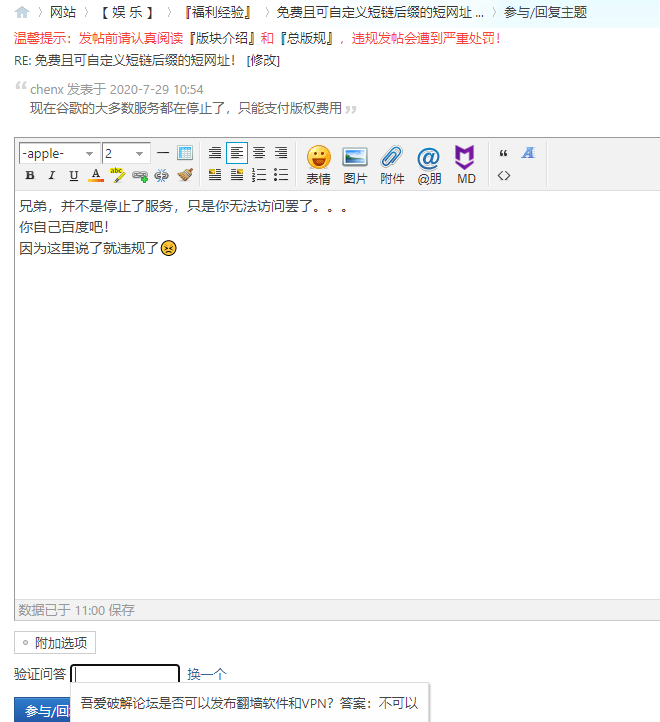 网站 〉 【 娱 乐 】 〉 『福利经验』 〉 免费且可自定义短链后缀的短网址 ... 〉 参与/回复主题
温馨提示：发帖前请认真阅读『版块介绍』和『总版规』，违规发帖会遭到严重处罚！
RE: 免费且可自定义短链后缀的短网址！ [修改]
chenx 发表于 2020-7-29 10:54
现在谷歌的大多数服务都在停止了，只能支付版权费用
-apple- 2
B I U A abc
表情 图片 附件 @朋 MD
兄弟，并不是停止了服务，只是你无法访问罢了。。。
你自己百度吧！
因为这里说了就违规了😣
数据已于 11:00 保存
附加选项
验证问答 换一个
参与/回
吾爱破解论坛是否可以发布翻墙软件和VPN？答案：不可以